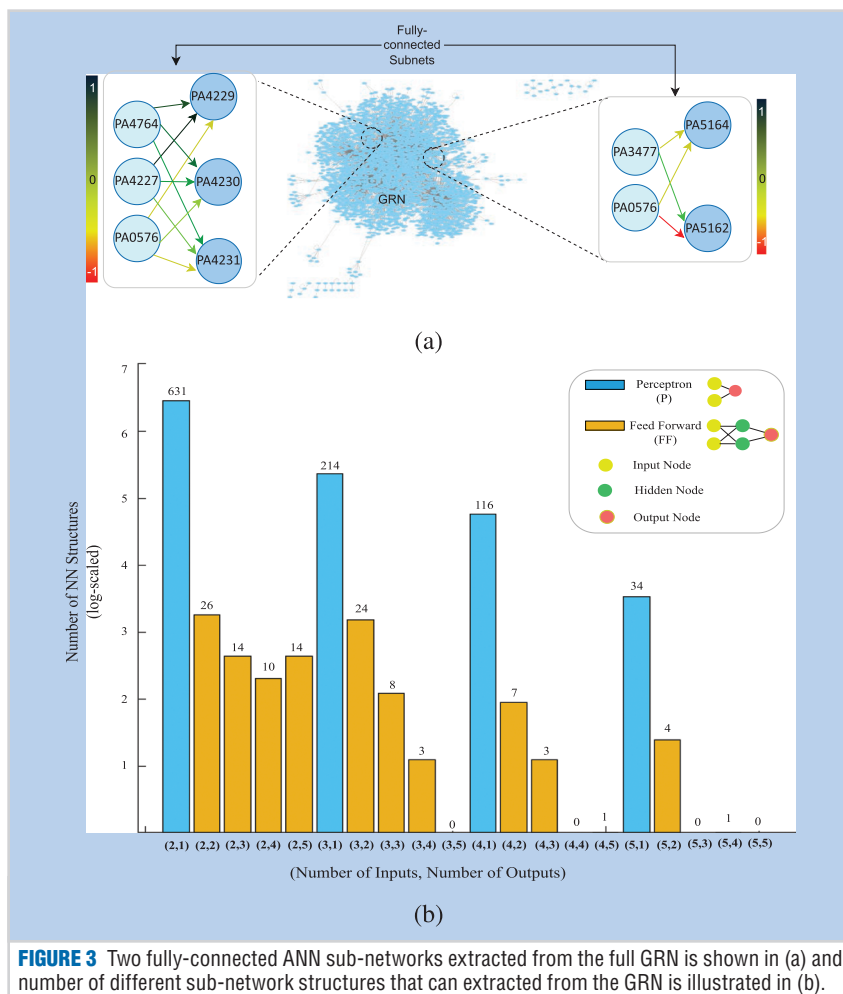 Fully-
connected
Subnets
1
0
-1
PA4764
PA4227
PA0576
PA4229
PA4230
PA4231
GRN
PA3477
PA0576
PA5164
PA5162
1
0
-1
(a)
Number of NN Structures
(log-scaled)
7
6
5
4
3
2
1
631
26
14
10
14
214
24
8
3
0
116
7
3
0
1
34
4
0
1
0
Perceptron
(P)
Feed Forward
(FF)
Input Node
Hidden Node
Output Node
(2,1) (2,2) (2,3) (2,4) (2,5) (3,1) (3,2) (3,3) (3,4) (3,5) (4,1) (4,2) (4,3) (4,4) (4,5) (5,1) (5,2) (5,3) (5,4) (5,5)
(Number of Inputs, Number of Outputs)
(b)
FIGURE 3 Two fully-connected ANN sub-networks extracted from the full GRN is shown in (a) and
number of different sub-network structures that can extracted from the GRN is illustrated in (b).